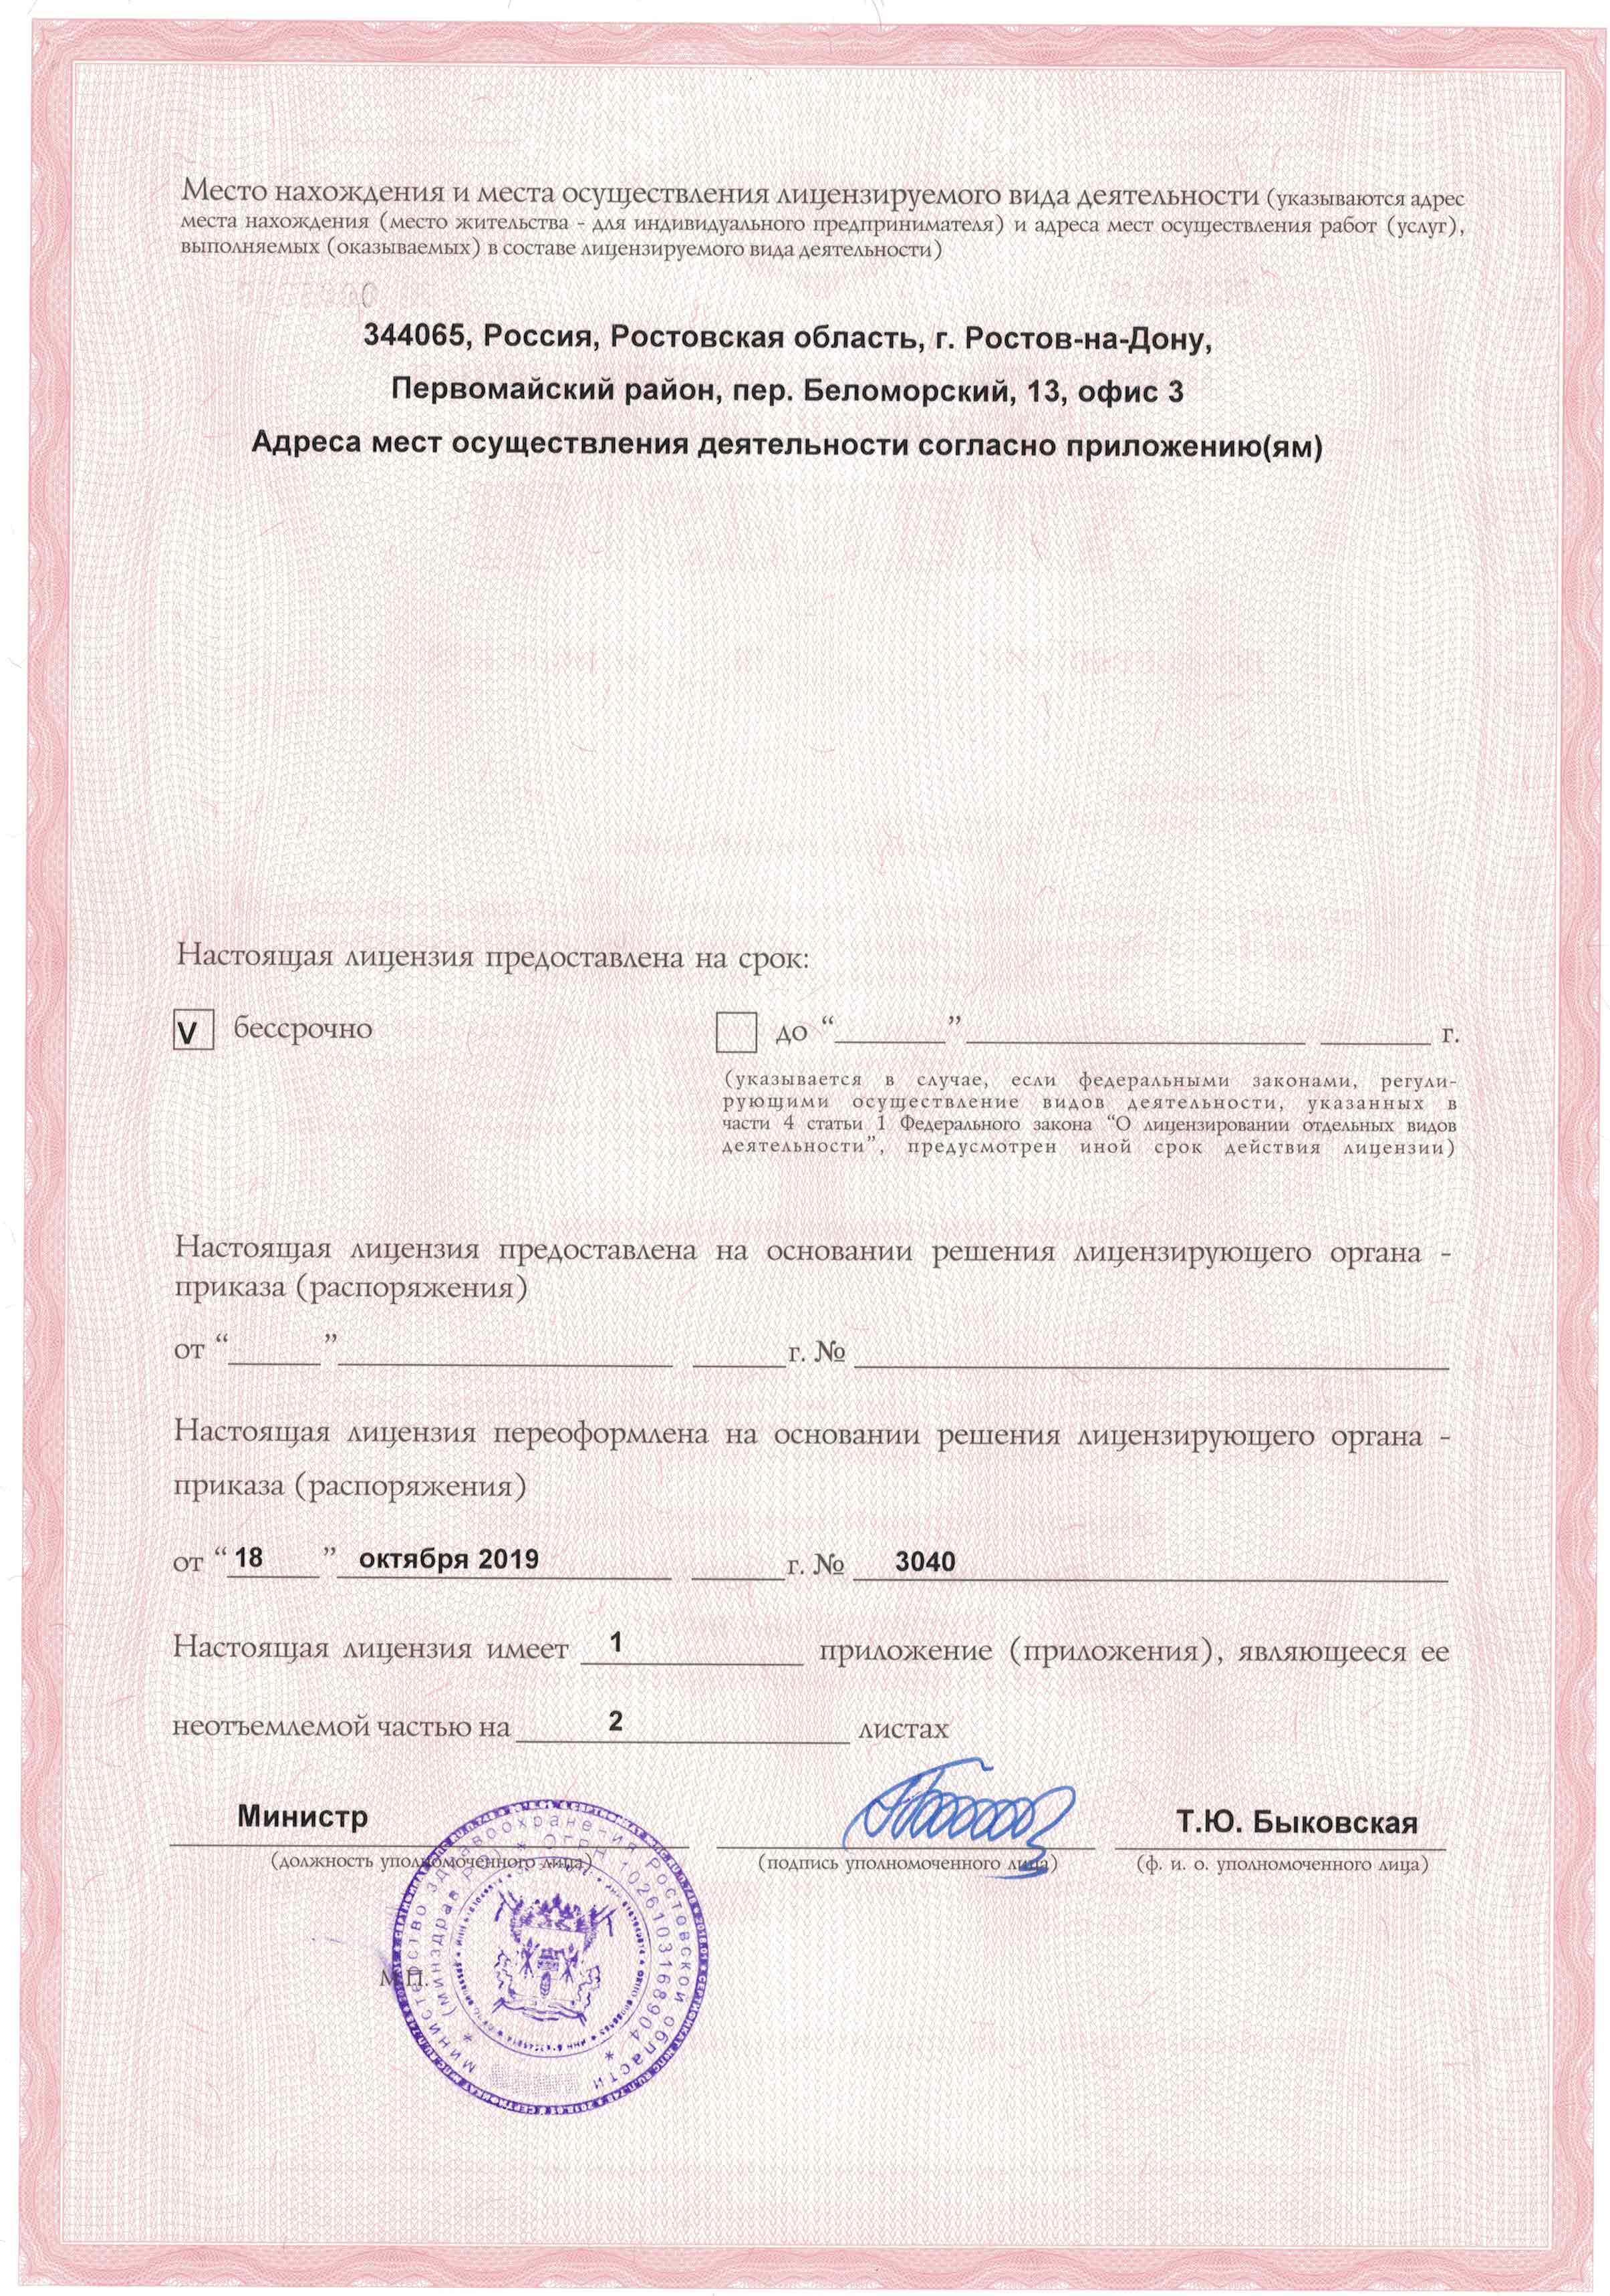 Место нахождения и места осуществления лицензируемого вида деятельности (указываются адрес
места нахождения (место жительства - для индивидуального предпринимателя) и адреса мест осуществления работ (услуг),
выполняемых (оказываемых) в составе лицензируемого вида деятельности)
344065, Россия, Ростовская область, г. Ростов-на-Дону,
Первомайский район, пер. Беломорский, 13, офис 3
Адреса мест осуществления деятельности согласно приложению(ям)
Настоящая лицензия предоставлена на срок:
V бессрочно
до “______” ______________ ______ г.
(указывается в случае, если федеральными законами, регули-
рующими осуществление видов деятельности, указанных в
части 4 статьи 1 Федерального закона “О лицензировании отдельных видов
деятельности”, предусмотрен иной срок действия лицензии)
Настоящая лицензия предоставлена на основании решения лицензирующего органа -
приказа (распоряжения)
от “______” ______________ ______ г. № ______________
Настоящая лицензия переоформлена на основании решения лицензирующего органа -
приказа (распоряжения)
от “ 18 ” октября 2019 г. № 3040
Настоящая лицензия имеет 1 приложение (приложения), являющееся ее
неотъемлемой частью на 2 листах
Министр
Т.Ю. Быковская
(должность уполномоченного лица)
(подпись уполномоченного лица)
(ф. и. о. уполномоченного лица)
М.П.
Министерство здравоохранения Ростовской области
(Минздрав РО) * ОГРН 1026103168904 *